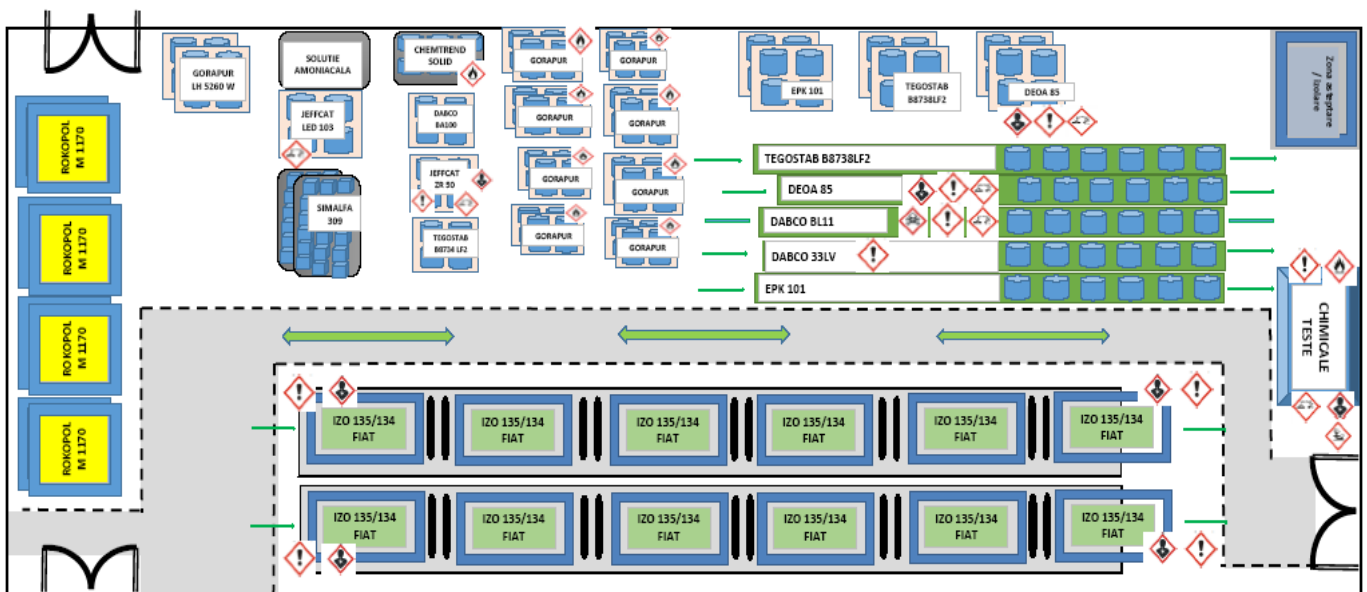 GORAPUR
LH 5260 W
SOLUTIE
AMONIACALA
CHEMTREND
SOLID
GORAPUR
GORAPUR
EPK 101
TEGOSTAB
B8738LF2
DEOA 85
Zona asteptare
/ Izolare
JEFFCAT
LED 103
DABCO
BA100
GORAPUR
GORAPUR
ROKOPOL
M 1170
JEFFCAT
ZR 50
GORAPUR
GORAPUR
SIMALFA
309
TEGOSTAB
B8734 LF2
GORAPUR
GORAPUR
TEGOSTAB B8738LF2
DEOA 85
DABCO BL11
DABCO 33LV
EPK 101
ROKOPOL
M 1170
ROKOPOL
M 1170
ROKOPOL
M 1170
CHIMICALE
TESTE
IZO 135/134
FIAT
IZO 135/134
FIAT
IZO 135/134
FIAT
IZO 135/134
FIAT
IZO 135/134
FIAT
IZO 135/134
FIAT
IZO 135/134
FIAT
IZO 135/134
FIAT
IZO 135/134
FIAT
IZO 135/134
FIAT
IZO 135/134
FIAT
IZO 135/134
FIAT